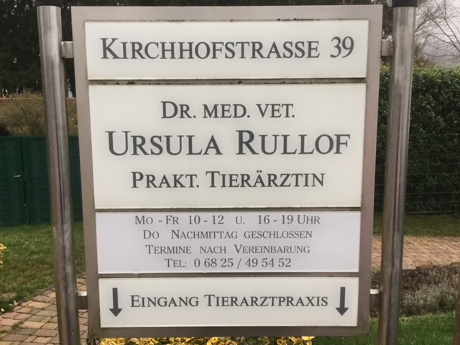 KIRCHHOFSTRASSE 39
DR. MED. VET.
URSULA RULLOF
PRAKT. TIERÄRZTIN
MO - FR 10 - 12 U. 16 - 19 UHR
DO NACHMITTAG GESCHLOSSEN
TERMINE NACH VEREINBARUNG
TEL: 0 68 25 / 49 54 52
↓ EINGANG TIERARZTPRAXIS ↓